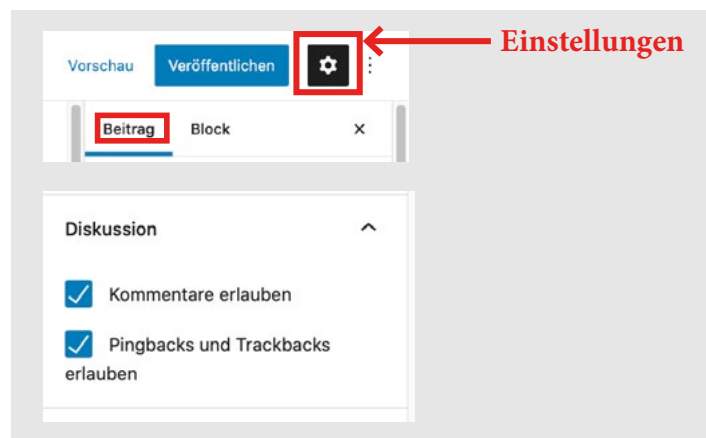 Einstellungen
Vorschau Veröffentlichen
Beitrag Block
Diskussion
Kommentare erlauben
Pingbacks und Trackbacks
erlauben